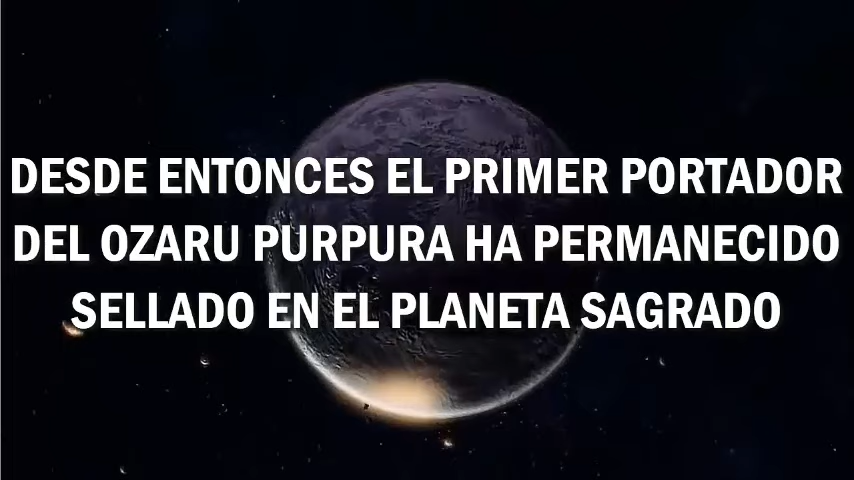 DESDE ENTONCES EL PRIMER PORTADOR
DEL OZARU PURPURA HA PERMANECIDO
SELLADO EN EL PLANETA SAGRADO